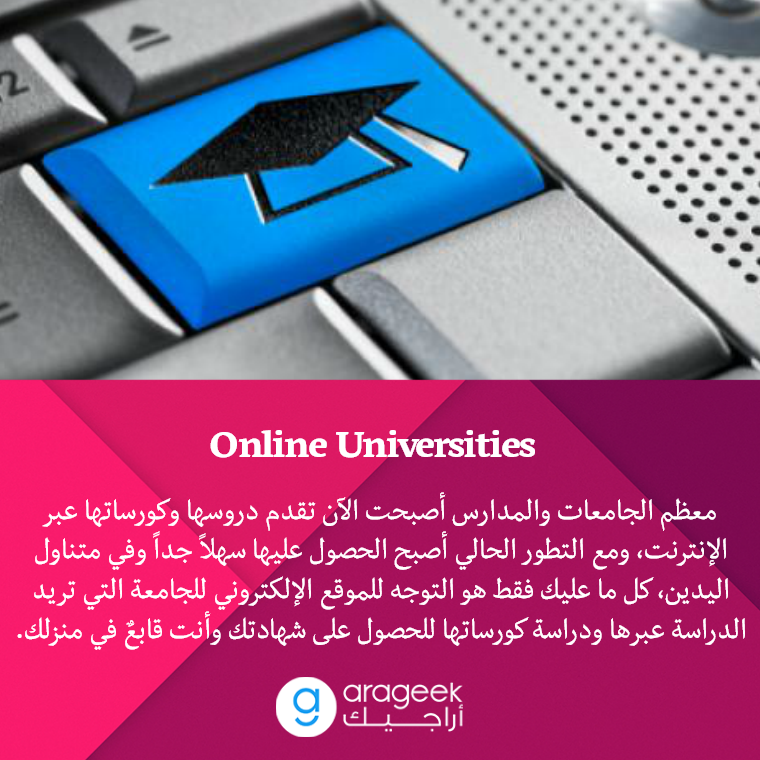 /2
=
Online Universities
معظم الجامعات والمدارس أصبحت الآن تقدم دروسها وكورساتها عبر
الإنترنت، ومع التطور الحالي أصبح الحصول عليها سهلاً جداً وفي متناول
اليدين، كل ما عليك فقط هو التوجه للموقع الإلكتروني للجامعة التي تريد
الدراسة عبرها ودراسة كورساتها للحصول على شهادتك وأنت قابعٌ في منزلك.
g arageek
أراجــيــك